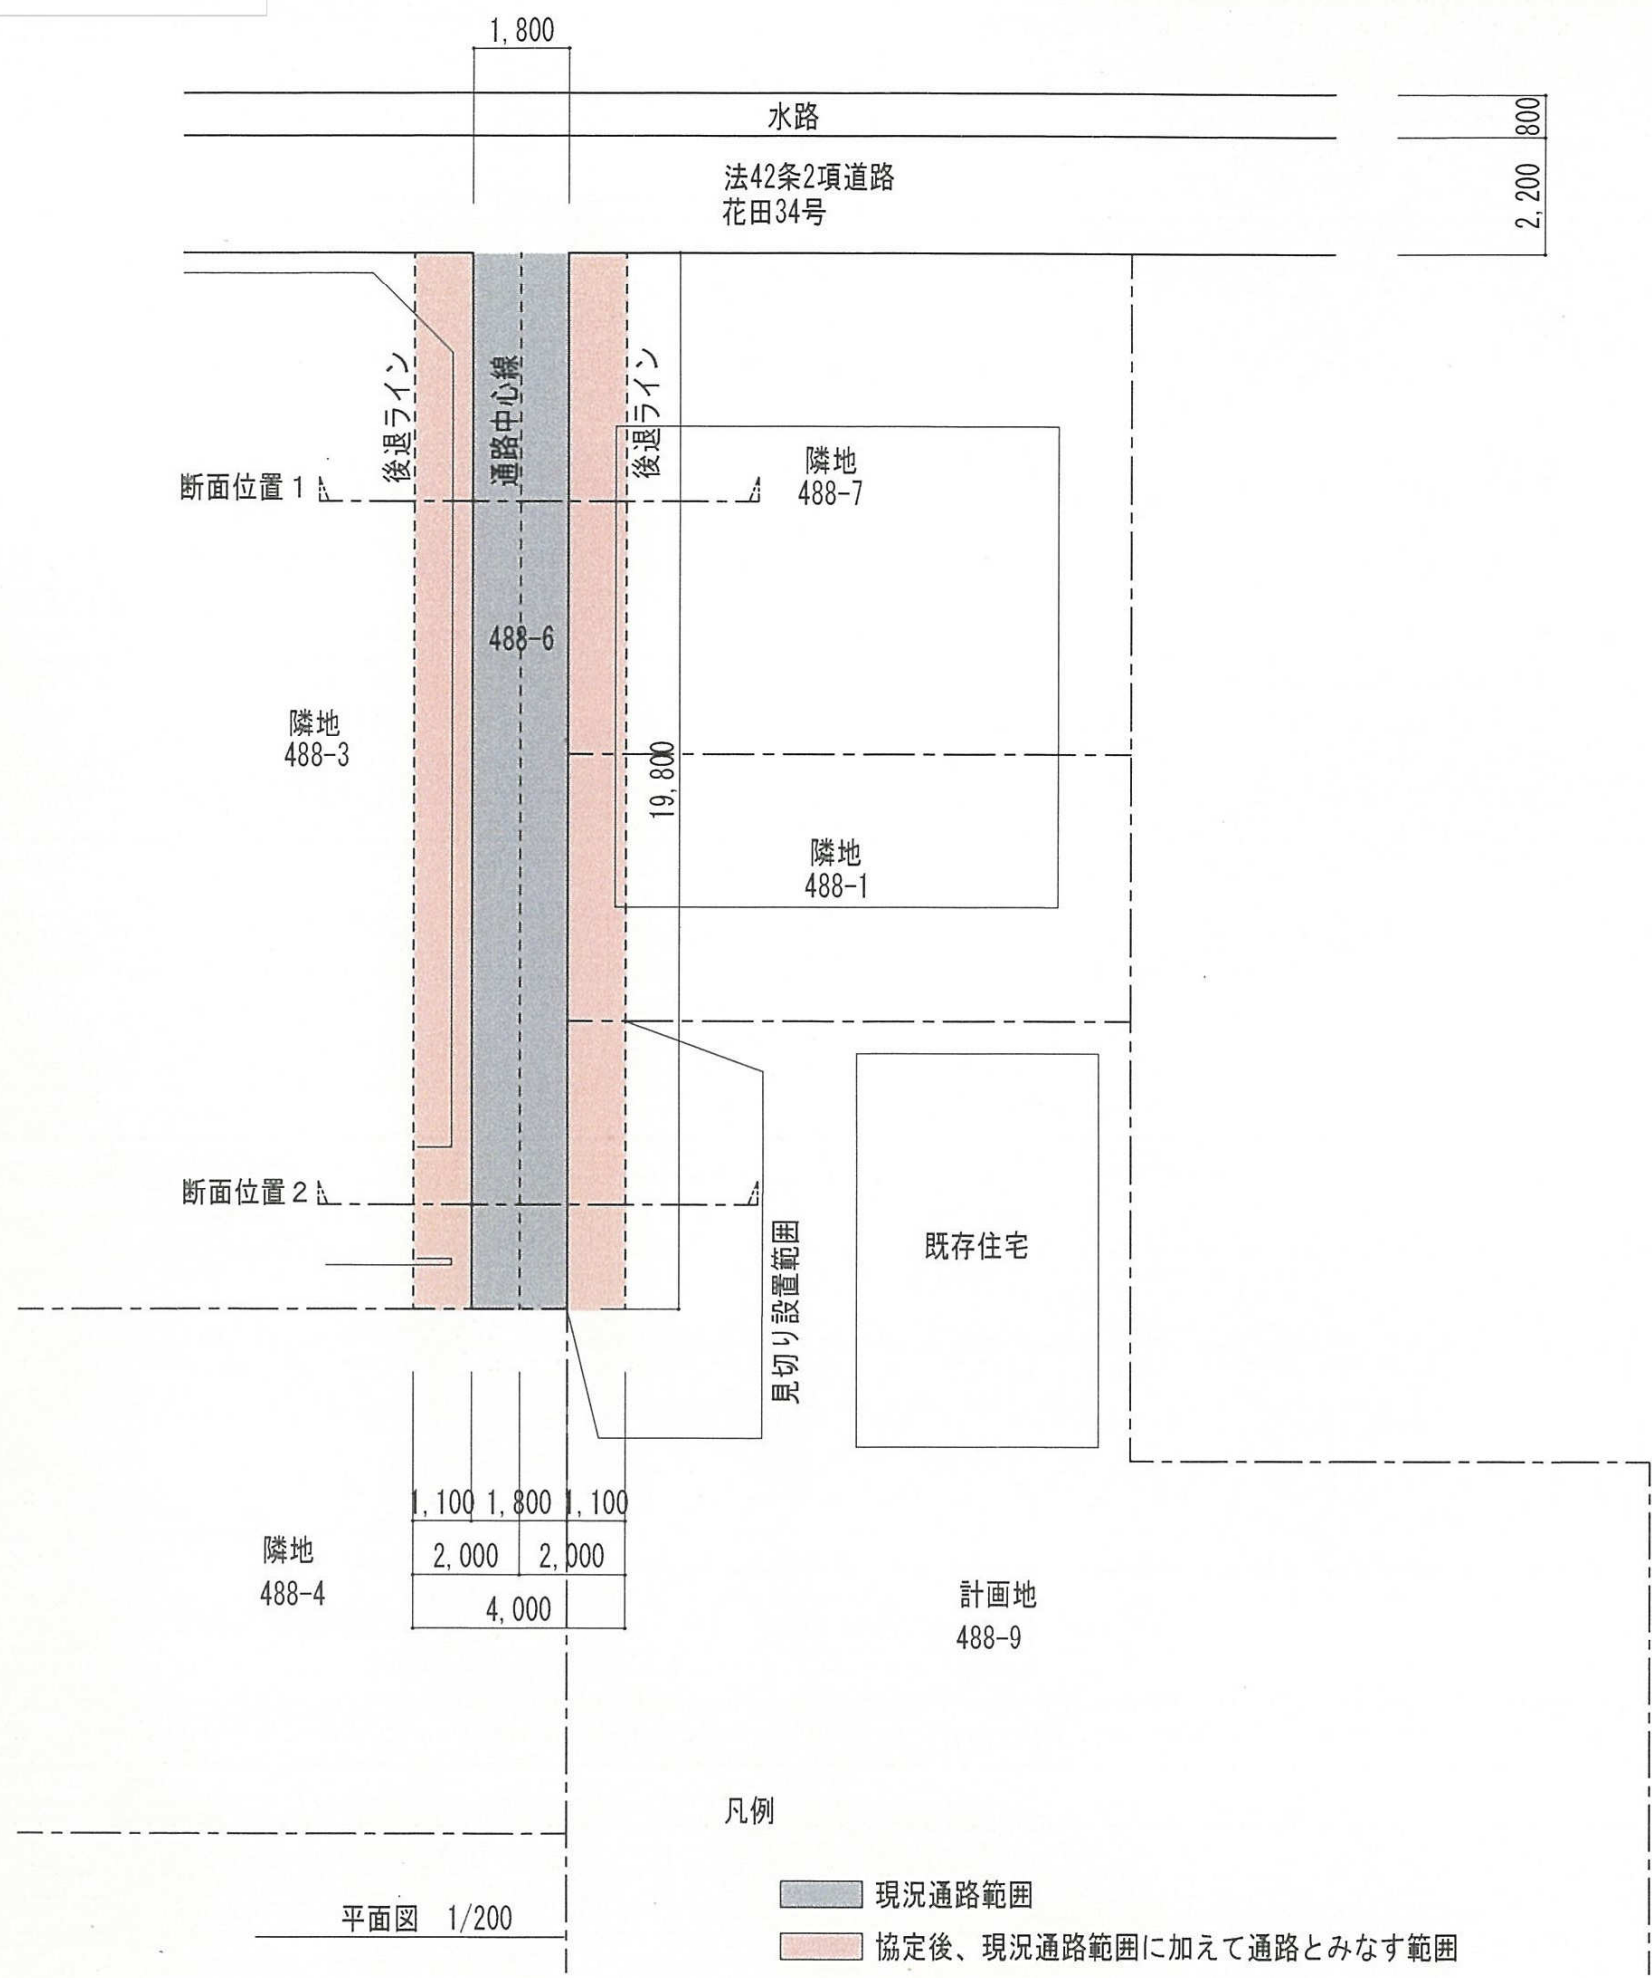 1,800
水路
800
法42条2項道路
花田34号
2,200
後退ライン
通路中心線
後退ライン
断面位置1
隣地
488-7
488-6
隣地
488-3
19,800
隣地
488-1
断面位置2
見切り設置範囲
既存住宅
1,100
1,800
1,100
2,000
2,000
4,000
隣地
488-4
計画地
488-9
凡例
現況通路範囲
協定後、現況通路範囲に加えて通路とみなす範囲
平面図 1/200